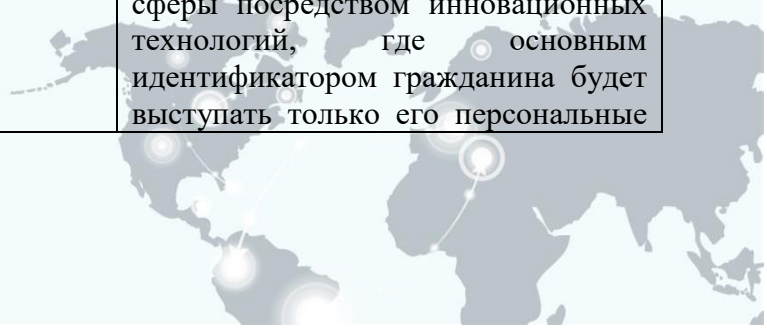 сферы посредством инновационных
технологий, где основным
идентификатором гражданина будет
выступать только его персональные